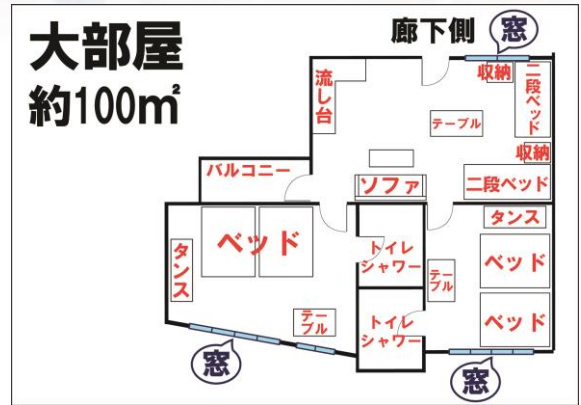 大部屋
約100㎡
廊下側
窓
流し台
収納
二段ベッド
テーブル
収納
バルコニー
ソファ
二段ベッド
タンス
ベッド
タンス
トイレ
シャワー
テー
ブル
ベッド
テー
ブル
トイレ
シャワー
ベッド
窓
窓